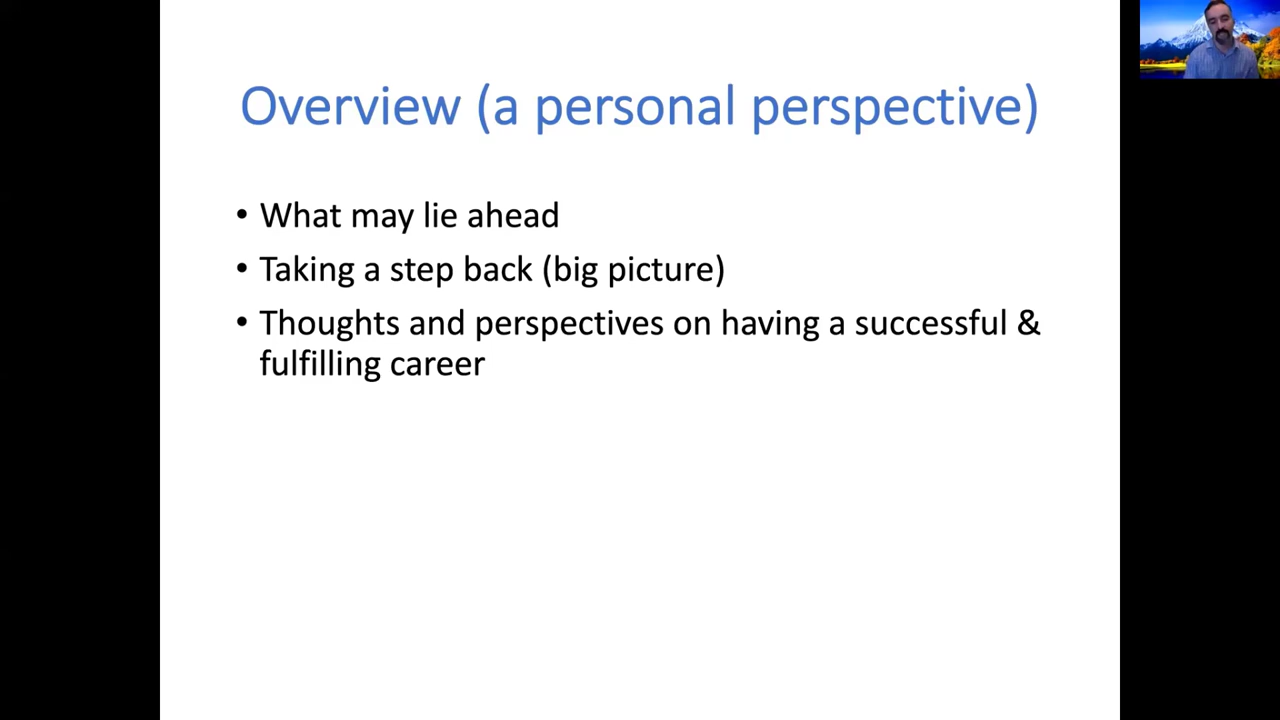 Overview (a personal perspective)
• What may lie ahead
• Taking a step back (big picture)
• Thoughts and perspectives on having a successful &
fulfilling career